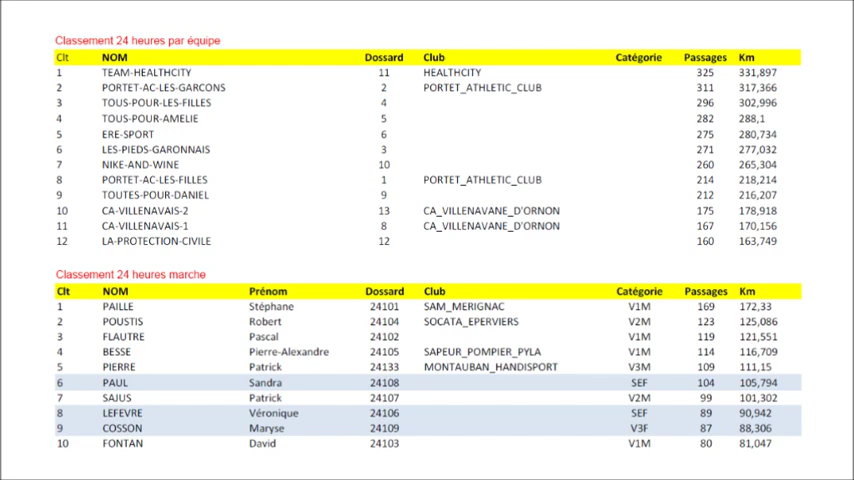 Classement 24 heures par équipe
Clt NOM Dossard Club Catégorie Passages Km
1 TEAM-HEALTHCITY 11 HEALTHCITY 325 331,897
2 PORTET-AC-LES-GARCONS 2 PORTET_ATHLETIC_CLUB 311 317,366
3 TOUS-POUR-LES-FILLES 4 296 302,996
4 TOUS-POUR-AMELIE 5 282 288,1
5 ERE-SPORT 6 275 280,734
6 LES-PIEDS-GARONNAIS 3 271 277,032
7 NIKE-AND-WINE 10 260 265,304
8 PORTET-AC-LES-FILLES 1 PORTET_ATHLETIC_CLUB 214 218,214
9 TOUTES-POUR-DANIEL 9 212 216,207
10 CA-VILLENAVAIS-2 13 CA_VILLENAVANE_D'ORNON 175 178,918
11 CA-VILLENAVAIS-1 8 CA_VILLENAVANE_D'ORNON 167 170,156
12 LA-PROTECTION-CIVILE 12 160 163,749
Classement 24 heures marche
Clt NOM Prénom Dossard Club Catégorie Passages Km
1 PAILLE Stéphane 24101 SAM_MERIGNAC V1M 169 172,33
2 POUSTIS Robert 24104 SOCATA_EPERVIERS V2M 123 125,086
3 FLAUTRE Pascal 24102 V1M 119 121,551
4 BESSE Pierre-Alexandre 24105 SAPEUR_POMPIER_PYLA V1M 114 116,709
5 PIERRE Patrick 24133 MONTAUBAN_HANDISPORT V3M 109 111,15
6 PAUL Sandra 24108 SEF 104 105,794
7 SAJUS Patrick 24107 V2M 99 101,302
8 LEFEVRE Véronique 24106 SEF 89 90,942
9 COSSON Maryse 24109 V3F 87 88,306
10 FONTAN David 24103 V1M 80 81,047